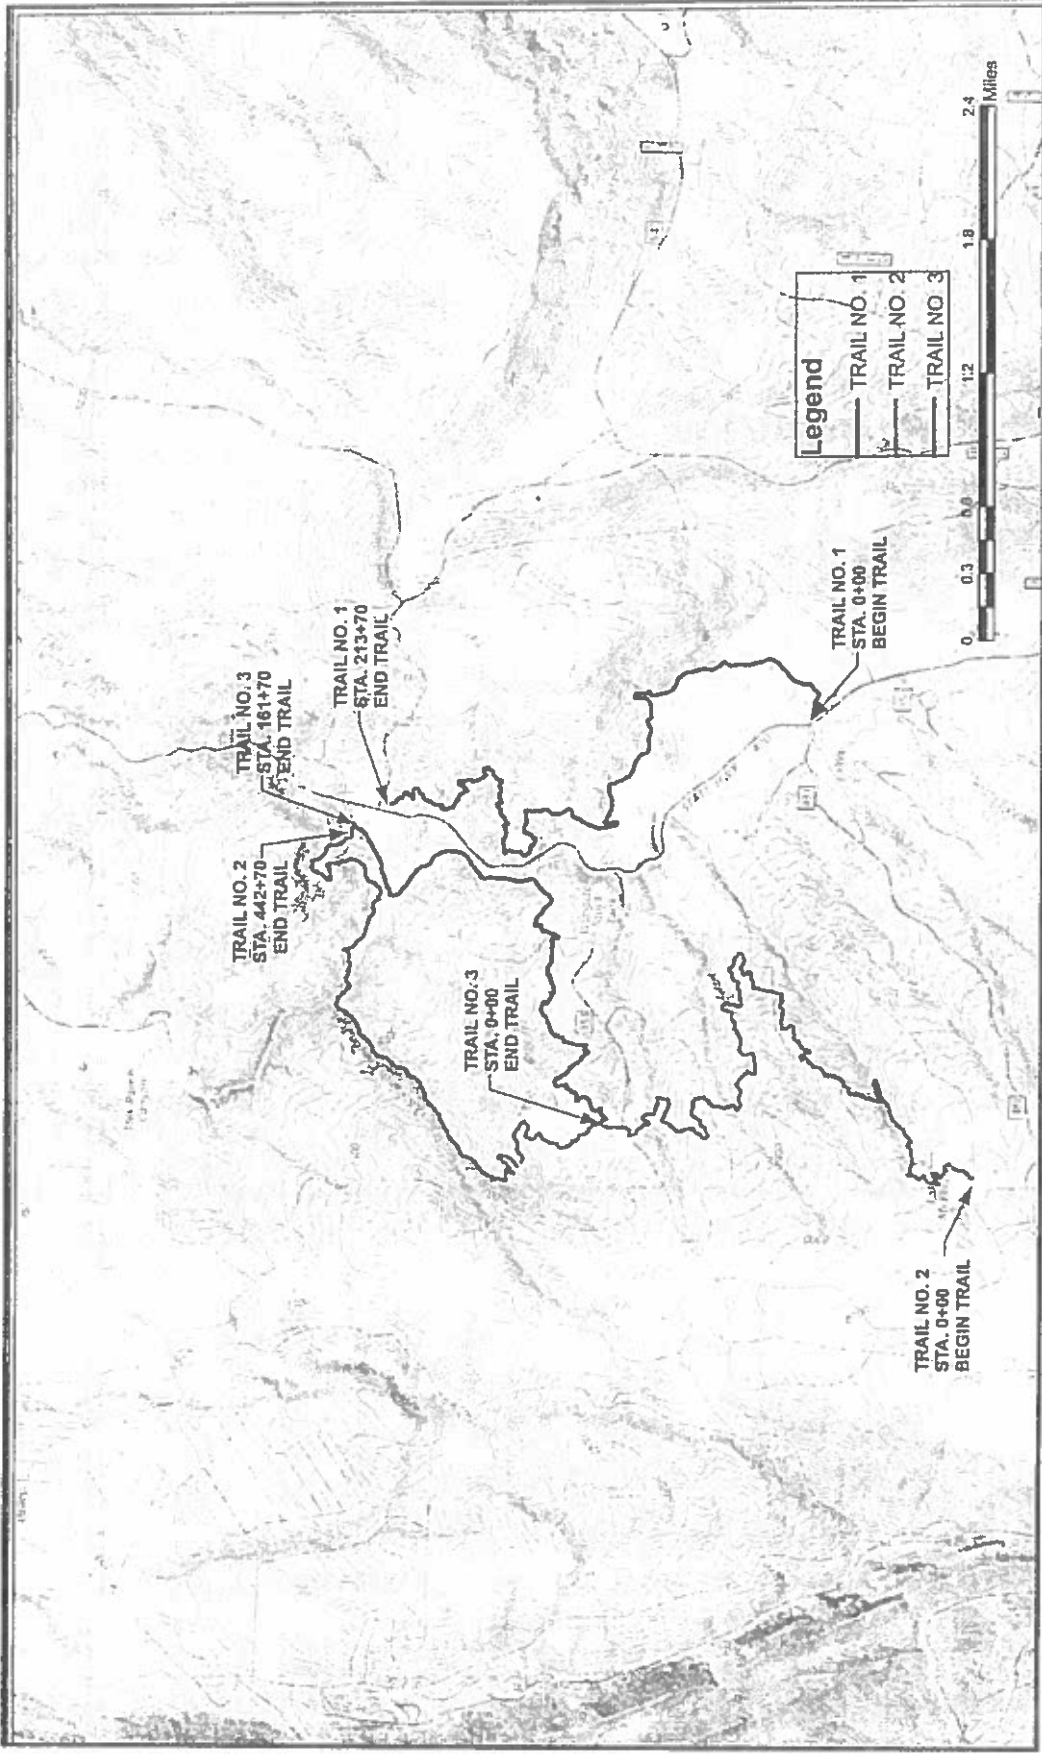 TRAIL NO. 2
STA. 442+70
END TRAIL
TRAIL NO. 3
STA. 161+70
END TRAIL
TRAIL NO. 1
STA. 213+70
END TRAIL
TRAIL NO. 3
STA. 0+00
END TRAIL
TRAIL NO. 1
STA. 0+00
BEGIN TRAIL
TRAIL NO. 2
STA. 0+00
BEGIN TRAIL
Legend
TRAIL NO. 1
TRAIL NO. 2
TRAIL NO. 3
0 0.3 0.6 1.2 1.8 2.4
Miles